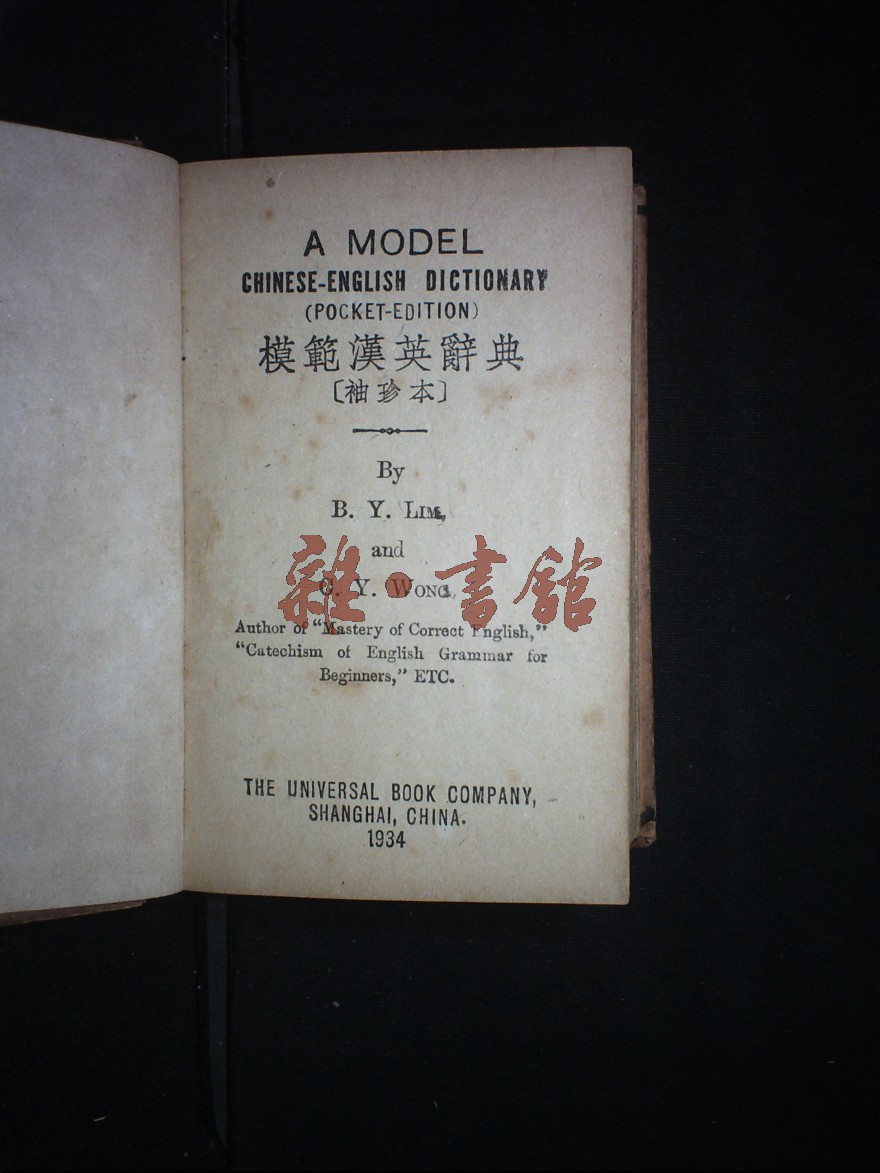 A MODEL
CHINESE-ENGLISH DICTIONARY
(POCKET-EDITION)
模範漢英辭典
〔袖珍本〕
By
B. Y. LIM,
and
G. Y. WONG,
雜·書館
Author of "Mastery of Correct English,"
"Catechism of English Grammar for
Beginners," ETC.
THE UNIVERSAL BOOK COMPANY,
SHANGHAI, CHINA.
1934